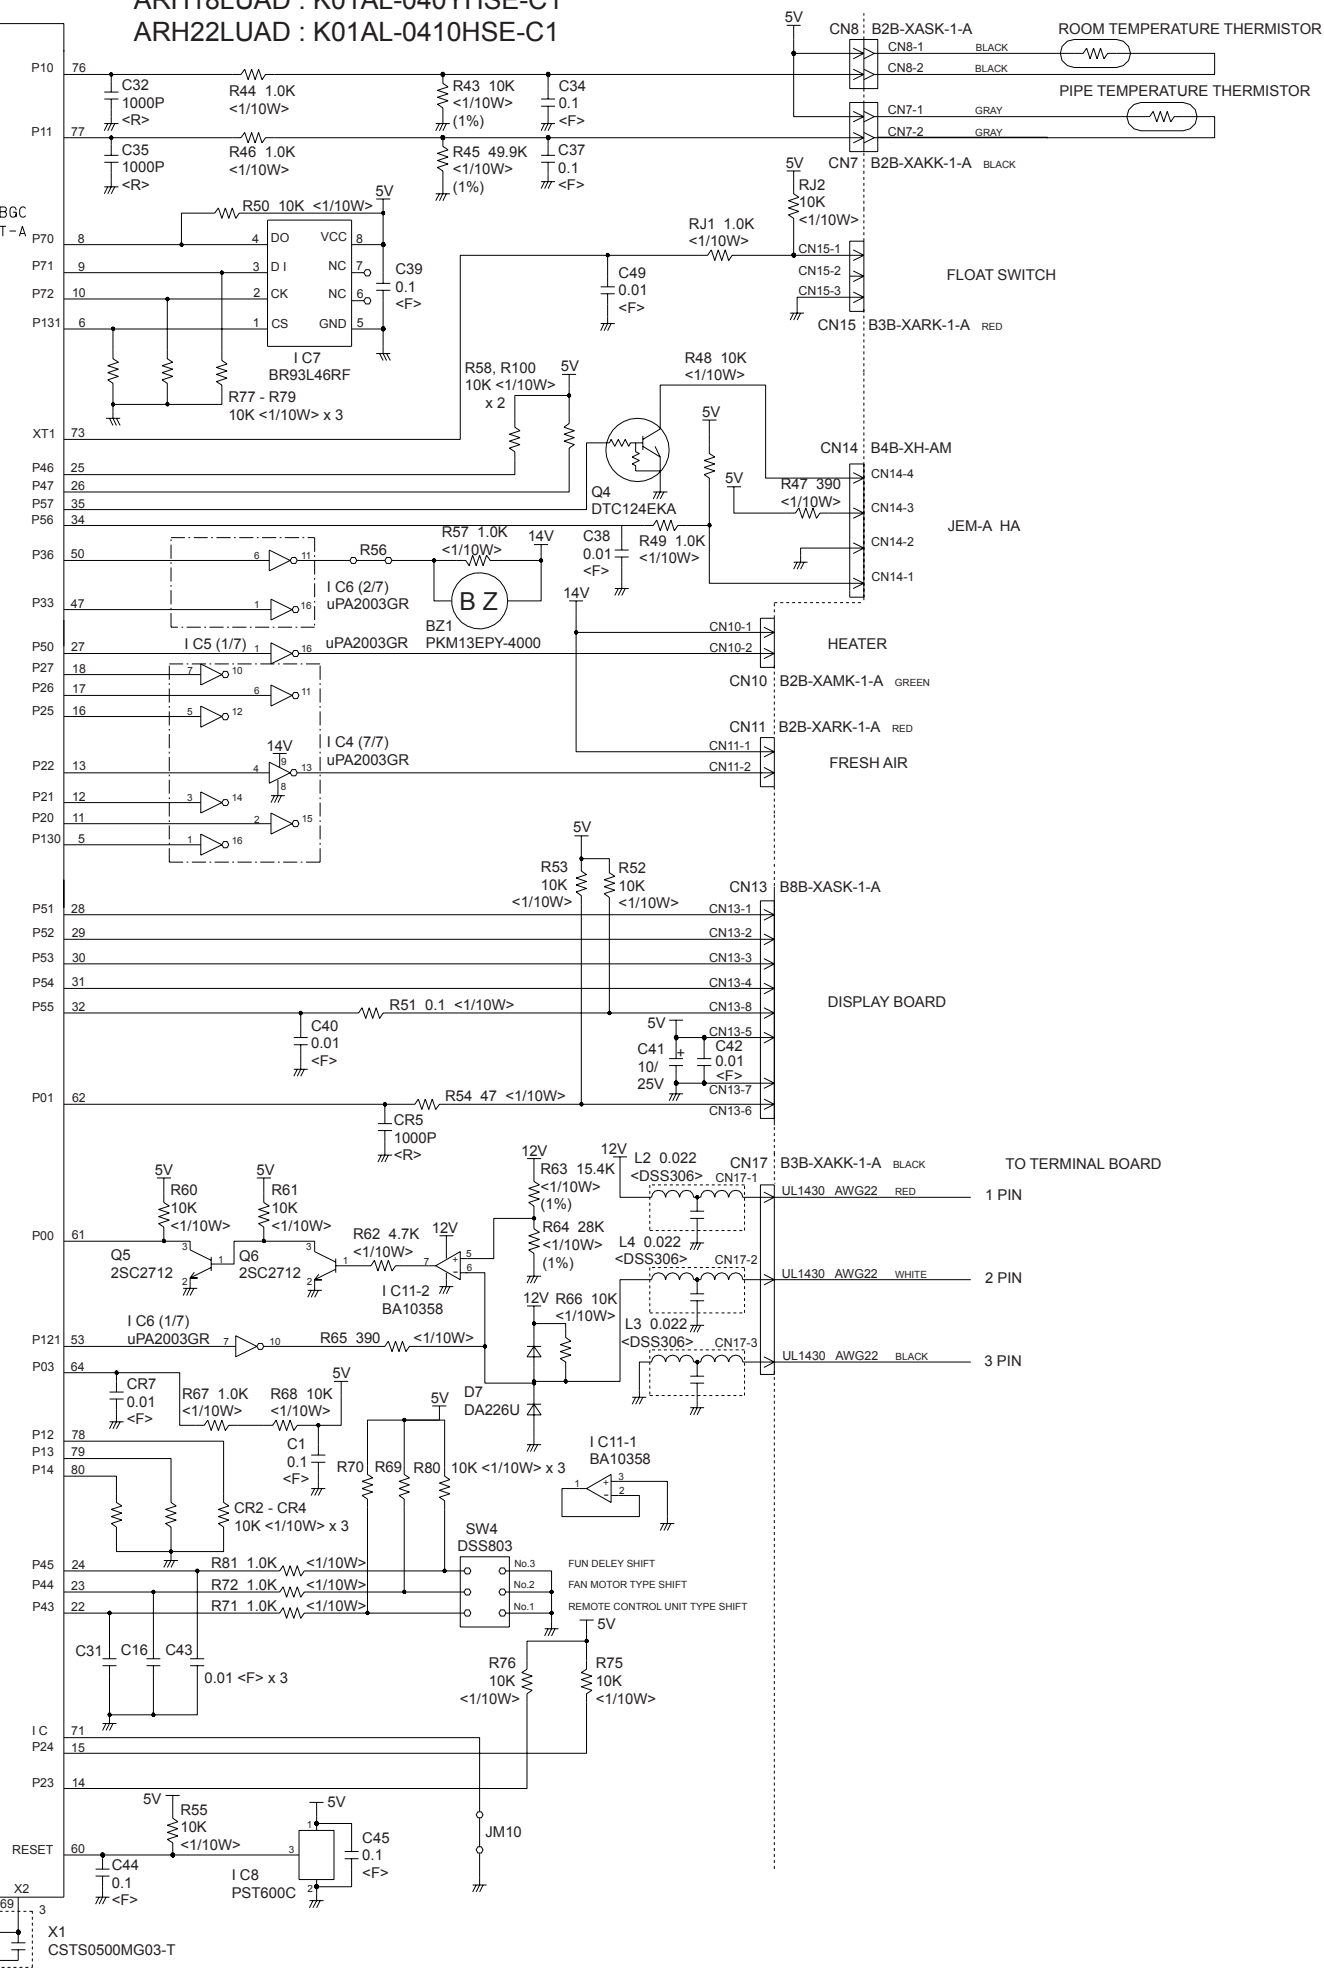 ARH18LUAD : K01AL-040YHSE-C1
ARH22LUAD : K01AL-0410HSE-C1
5V
CN8 B2B-XASK-1-A
ROOM TEMPERATURE THERMISTOR
CN8-1 BLACK
CN8-2 BLACK
P10 76
C32
1000P
<R>
R44 1.0K
<1/10W>
R43 10K
<1/10W>
(1%)
C34
0.1
<F>
PIPE TEMPERATURE THERMISTOR
CN7-1 GRAY
CN7-2 GRAY
P11 77
C35
1000P
<R>
R46 1.0K
<1/10W>
R45 49.9K
<1/10W>
(1%)
C37
0.1
<F>
CN7 B2B-XAKK-1-A BLACK
5V
RJ2
10K
<1/10W>
BGC
T-A
R50 10K <1/10W>
5V
P70 8
4 DO VCC 8
P71 9
3 DI NC 7
P72 10
2 CK NC 6
P131 6
1 CS GND 5
C39
0.1
<F>
IC7
BR93L46RF
R77 - R79
10K <1/10W> x 3
RJ1 1.0K
<1/10W>
C49
0.01
<F>
CN15-1
CN15-2
CN15-3
FLOAT SWITCH
CN15 B3B-XARK-1-A RED
R58, R100
10K <1/10W>
x 2
5V
R48 10K
<1/10W>
5V
XT1 73
P46 25
P47 26
P57 35
P56 34
Q4
DTC124EKA
CN14 B4B-XH-AM
CN14-4
5V
R47 390
<1/10W>
CN14-3
CN14-2
CN14-1
JEM-A HA
C38
0.01
<F>
R49 1.0K
<1/10W>
P36 50
6 11
R56
R57 1.0K
<1/10W>
14V
IC6 (2/7)
uPA2003GR
P33 47
1 16
BZ
BZ1
PKM13EPY-4000
14V
P50 27
IC5 (1/7) 1 16 uPA2003GR
CN10-1
CN10-2
HEATER
CN10 B2B-XAMK-1-A GREEN
P27 18
7 10
P26 17
6 11
P25 16
5 12
CN11 B2B-XARK-1-A RED
CN11-1
CN11-2
FRESH AIR
14V
9
IC4 (7/7)
uPA2003GR
P22 13
4 13
8
P21 12
3 14
P20 11
2 15
P130 5
1 16
5V
R53
10K
<1/10W>
R52
10K
<1/10W>
CN13 B8B-XASK-1-A
P51 28
CN13-1
P52 29
CN13-2
P53 30
CN13-3
P54 31
CN13-4
P55 32
R51 0.1 <1/10W>
CN13-8
DISPLAY BOARD
C40
0.01
<F>
5V
CN13-5
C41
10/
25V
+
C42
0.01
<F>
CN13-7
CN13-6
P01 62
R54 47 <1/10W>
CR5
1000P
<R>
12V
R63 15.4K
<1/10W>
(1%)
12V
L2 0.022
<DSS306>
CN17 B3B-XAKK-1-A BLACK
CN17-1
TO TERMINAL BOARD
UL1430 AWG22 RED 1 PIN
5V
R60
10K
<1/10W>
5V
R61
10K
<1/10W>
P00 61
3
1
2
Q5
2SC2712
3
1
2
Q6
2SC2712
R62 4.7K
<1/10W>
12V
7
+ 5
- 6
IC11-2
BA10358
R64 28K
<1/10W>
(1%)
L4 0.022
<DSS306>
CN17-2
UL1430 AWG22 WHITE 2 PIN
12V
R66 10K
<1/10W>
L3 0.022
<DSS306>
CN17-3
UL1430 AWG22 BLACK 3 PIN
IC6 (1/7)
uPA2003GR
P121 53
7 10
R65 390 <1/10W>
D7
DA226U
P03 64
CR7
0.01
<F>
R67 1.0K
<1/10W>
R68 10K
<1/10W>
5V
C1
0.1
<F>
5V
R70 R69 R80 10K <1/10W> x 3
IC11-1
BA10358
1
+ 3
- 2
P12 78
P13 79
P14 80
CR2 - CR4
10K <1/10W> x 3
SW4
DSS803
P45 24
R81 1.0K <1/10W>
No.3 FUN DELEY SHIFT
P44 23
R72 1.0K <1/10W>
No.2 FAN MOTOR TYPE SHIFT
P43 22
R71 1.0K <1/10W>
No.1 REMOTE CONTROL UNIT TYPE SHIFT
5V
C31 C16 C43
0.01 <F> x 3
R76
10K
<1/10W>
R75
10K
<1/10W>
IC 71
P24 15
P23 14
5V
R55
10K
<1/10W>
5V
1
3
2
C45
0.1
<F>
JM10
RESET 60
C44
0.1
<F>
IC8
PST600C
X2
69
3
X1
CSTS0500MG03-T